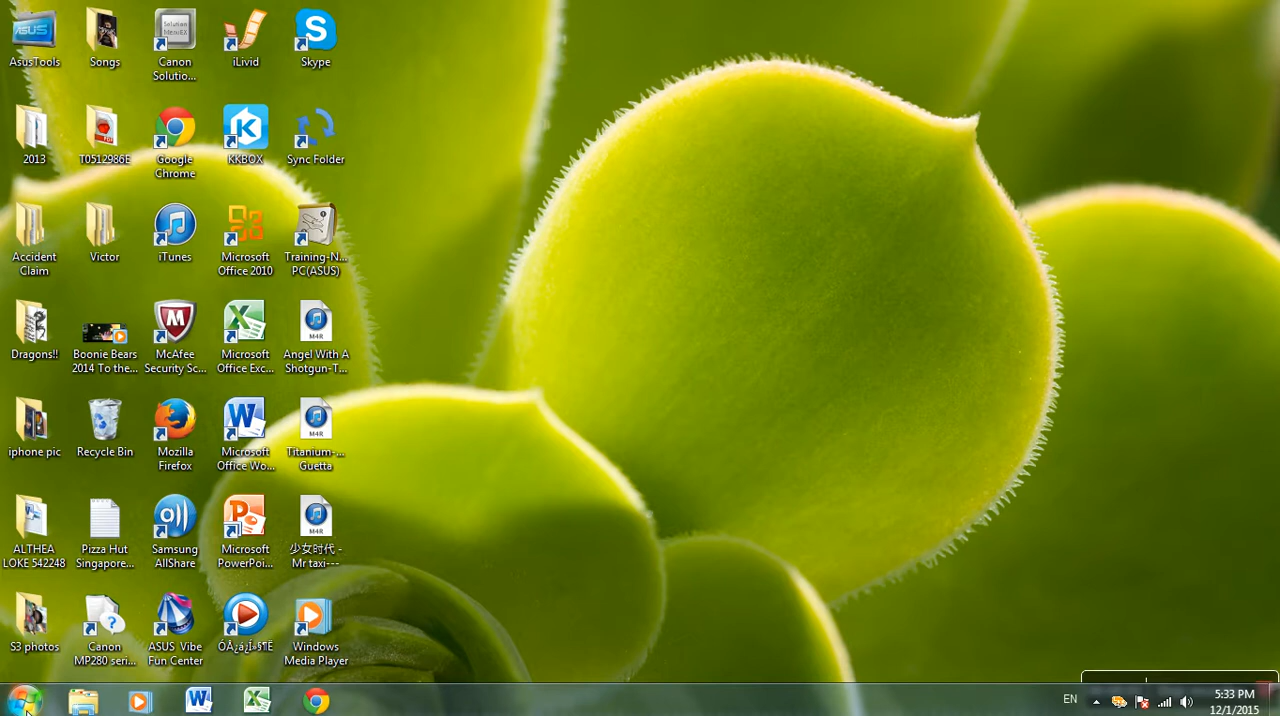 AsusTools
Songs
Canon
Solutio...
iLivid
Skype
2013
T0512986E
Google
Chrome
KKBOX
Sync Folder
Accident
Claim
Victor
iTunes
Microsoft
Office 2010
Training-N...
PC(ASUS)
Dragons!!
Boonie Bears
2014 To the...
McAfee
Security Sc...
Microsoft
Office Exc...
Angel With A
Shotgun-T...
iphone pic
Recycle Bin
Mozilla
Firefox
Microsoft
Office Wo...
Titanium-...
Guetta
ALTHEA
LOKE 542248
Pizza Hut
Singapore...
Samsung
AllShare
Microsoft
PowerPoi...
少女时代 -
Mr taxi---
S3 photos
Canon
MP280 seri...
ASUS Vibe
Fun Center
Windows
Media Player
EN
5:33 PM
12/1/2015